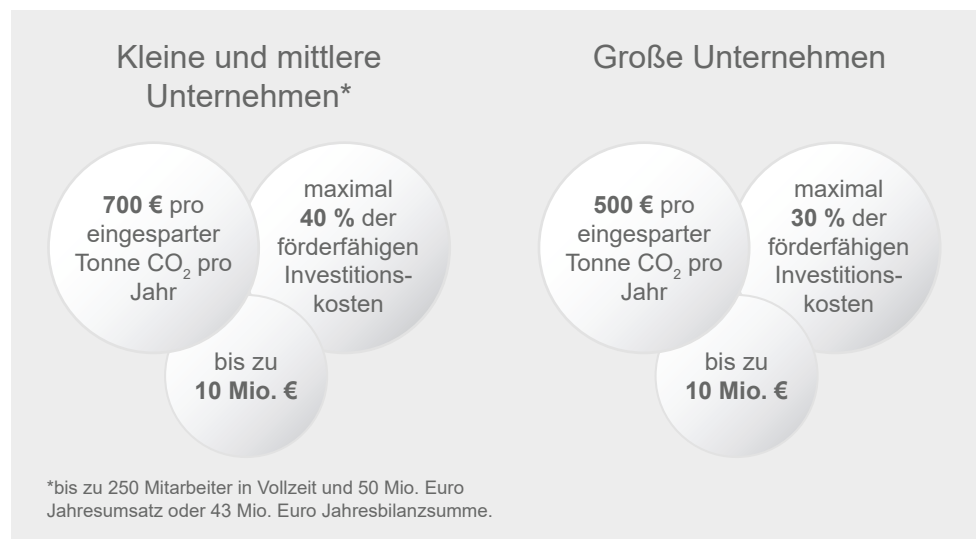 Kleine und mittlere
Unternehmen*
700 € pro
eingesparter
Tonne CO₂ pro
Jahr
maximal
40 % der
förderfähigen
Investitions-
kosten
bis zu
10 Mio. €
Große Unternehmen
500 € pro
eingesparter
Tonne CO₂ pro
Jahr
maximal
30 % der
förderfähigen
Investitions-
kosten
bis zu
10 Mio. €
*bis zu 250 Mitarbeiter in Vollzeit und 50 Mio. Euro
Jahresumsatz oder 43 Mio. Euro Jahresbilanzsumme.